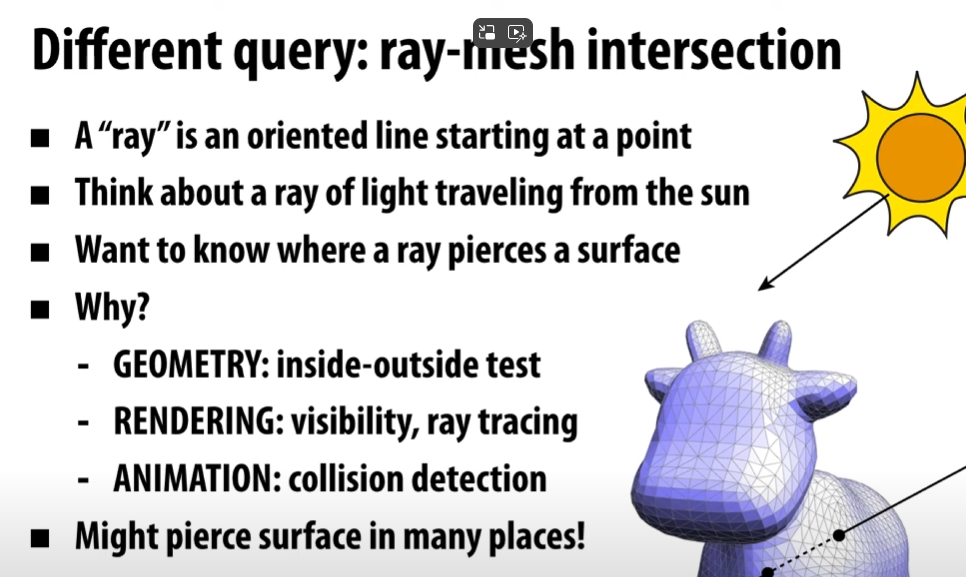 Different query: ray-mesh intersection
■ A “ray” is an oriented line starting at a point
■ Think about a ray of light traveling from the sun
■ Want to know where a ray pierces a surface
■ Why?
- GEOMETRY: inside-outside test
- RENDERING: visibility, ray tracing
- ANIMATION: collision detection
■ Might pierce surface in many places!